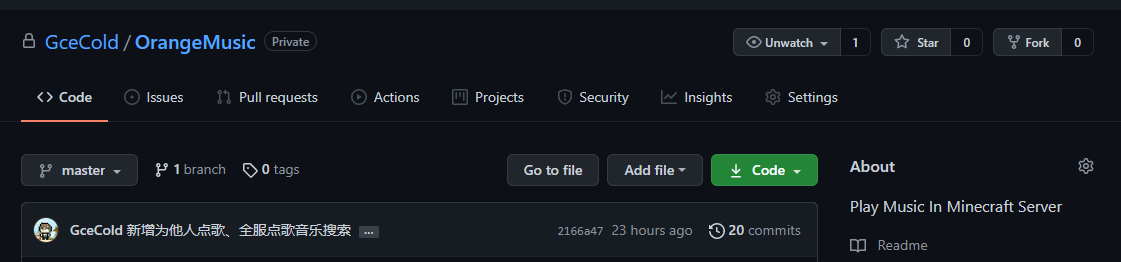 GceCold / OrangeMusic Private
Unwatch 1 Star 0 Fork 0
Code Issues Pull requests Actions Projects Security Insights Settings
master 1 branch 0 tags Go to file Add file Code
About
Play Music In Minecraft Server
Readme
GceCold 新增为他人点歌、全服点歌音乐搜索 ... 2166a47 23 hours ago 20 commits